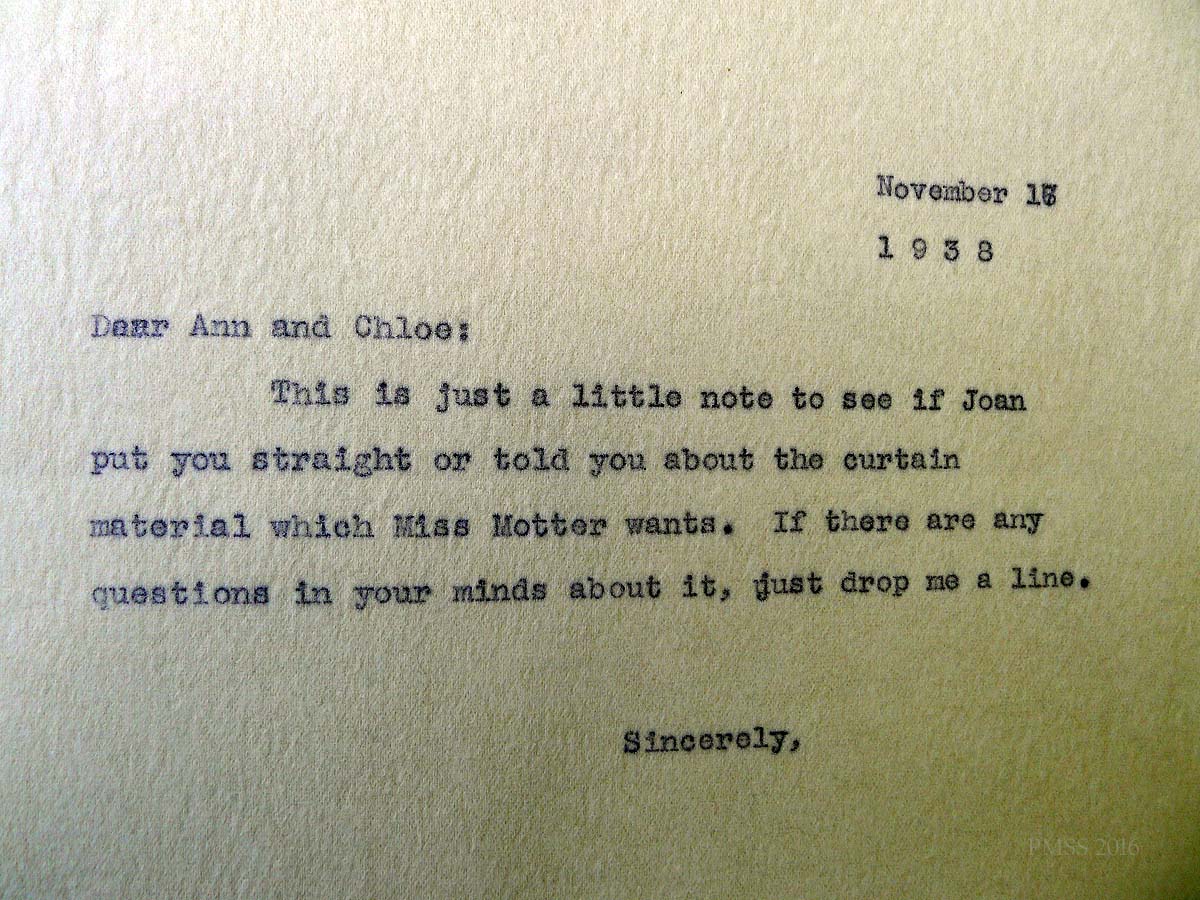 November
1 9 3 8
Dear Ann and Chloe:
This is just a little note to see if Joan
put you straight or told you about the curtain
material which Miss Motter wants. If there are any
questions in your minds about it, just drop me a line.
Sincerely,
PMSS 2016